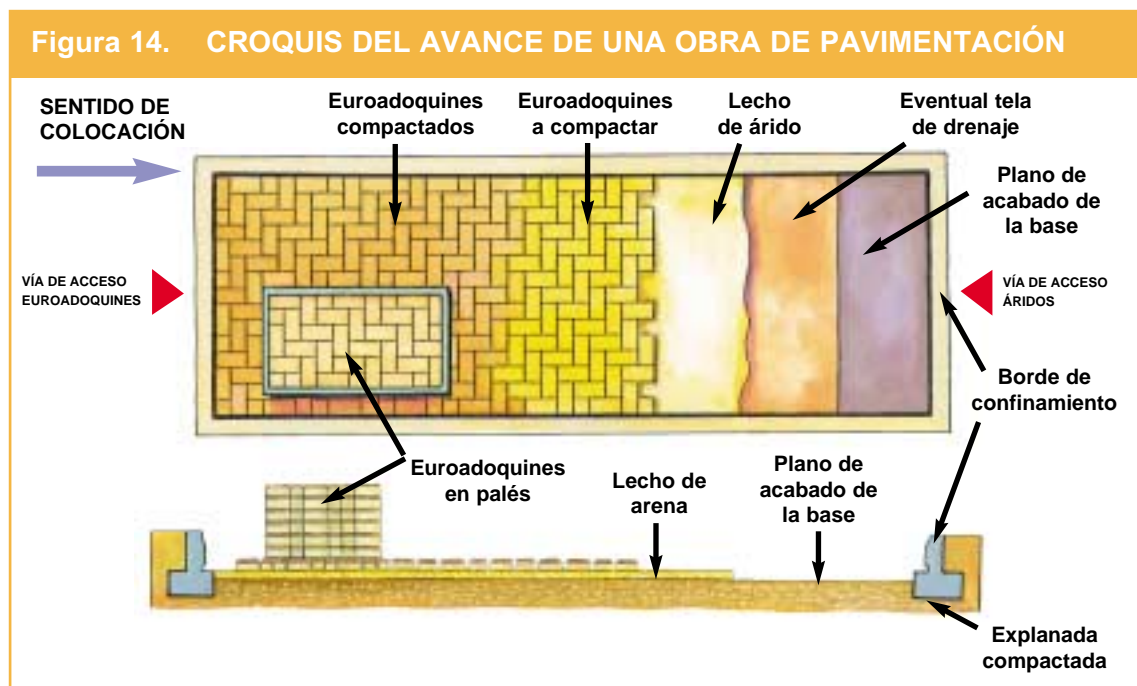 Figura 14. CROQUIS DEL AVANCE DE UNA OBRA DE PAVIMENTACIÓN
SENTIDO DE
COLOCACIÓN
Euroadoquines
compactados
Euroadoquines
a compactar
Lecho
de árido
Eventual tela
de drenaje
Plano de
acabado de
la base
VÍA DE ACCESO
EUROADOQUINES
VÍA DE ACCESO
ÁRIDOS
Borde de
confinamiento
Euroadoquines
en palés
Lecho de
arena
Plano de
acabado de
la base
Explanada
compactada